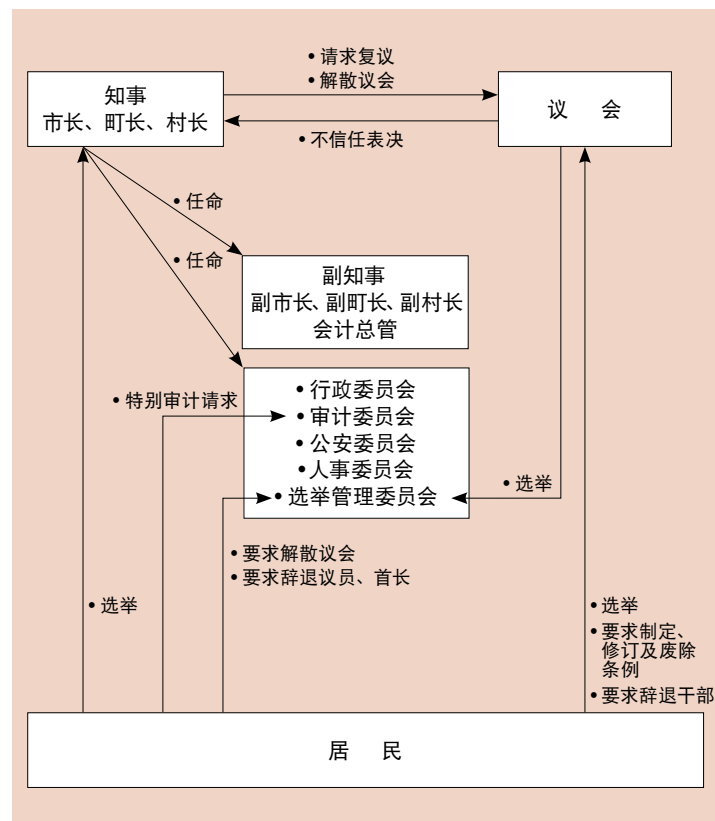 • 请求复议
• 解散议会
知事
市长、町长、村长
议 会
• 不信任表决
• 任命
• 任命
副知事
副市长、副町长、副村长
会计总管
• 特别审计请求
• 行政委员会
• 审计委员会
• 公安委员会
• 人事委员会
• 选举管理委员会
• 选举
• 要求解散议会
• 要求辞退议员、首长
• 选举
• 选举
• 要求制定、
修订及废除
条例
• 要求辞退干部
居 民